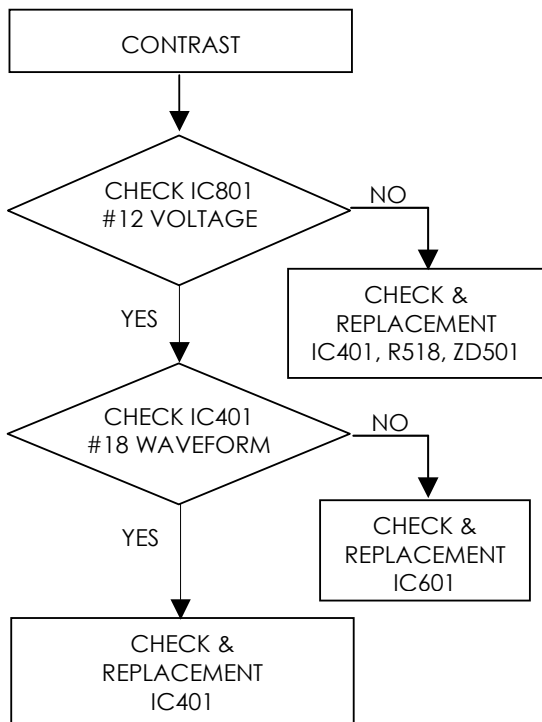 CONTRAST
CHECK IC801
#12 VOLTAGE
NO
CHECK &
REPLACEMENT
IC401, R518, ZD501
YES
CHECK IC401
#18 WAVEFORM
NO
CHECK &
REPLACEMENT
IC601
YES
CHECK &
REPLACEMENT
IC401